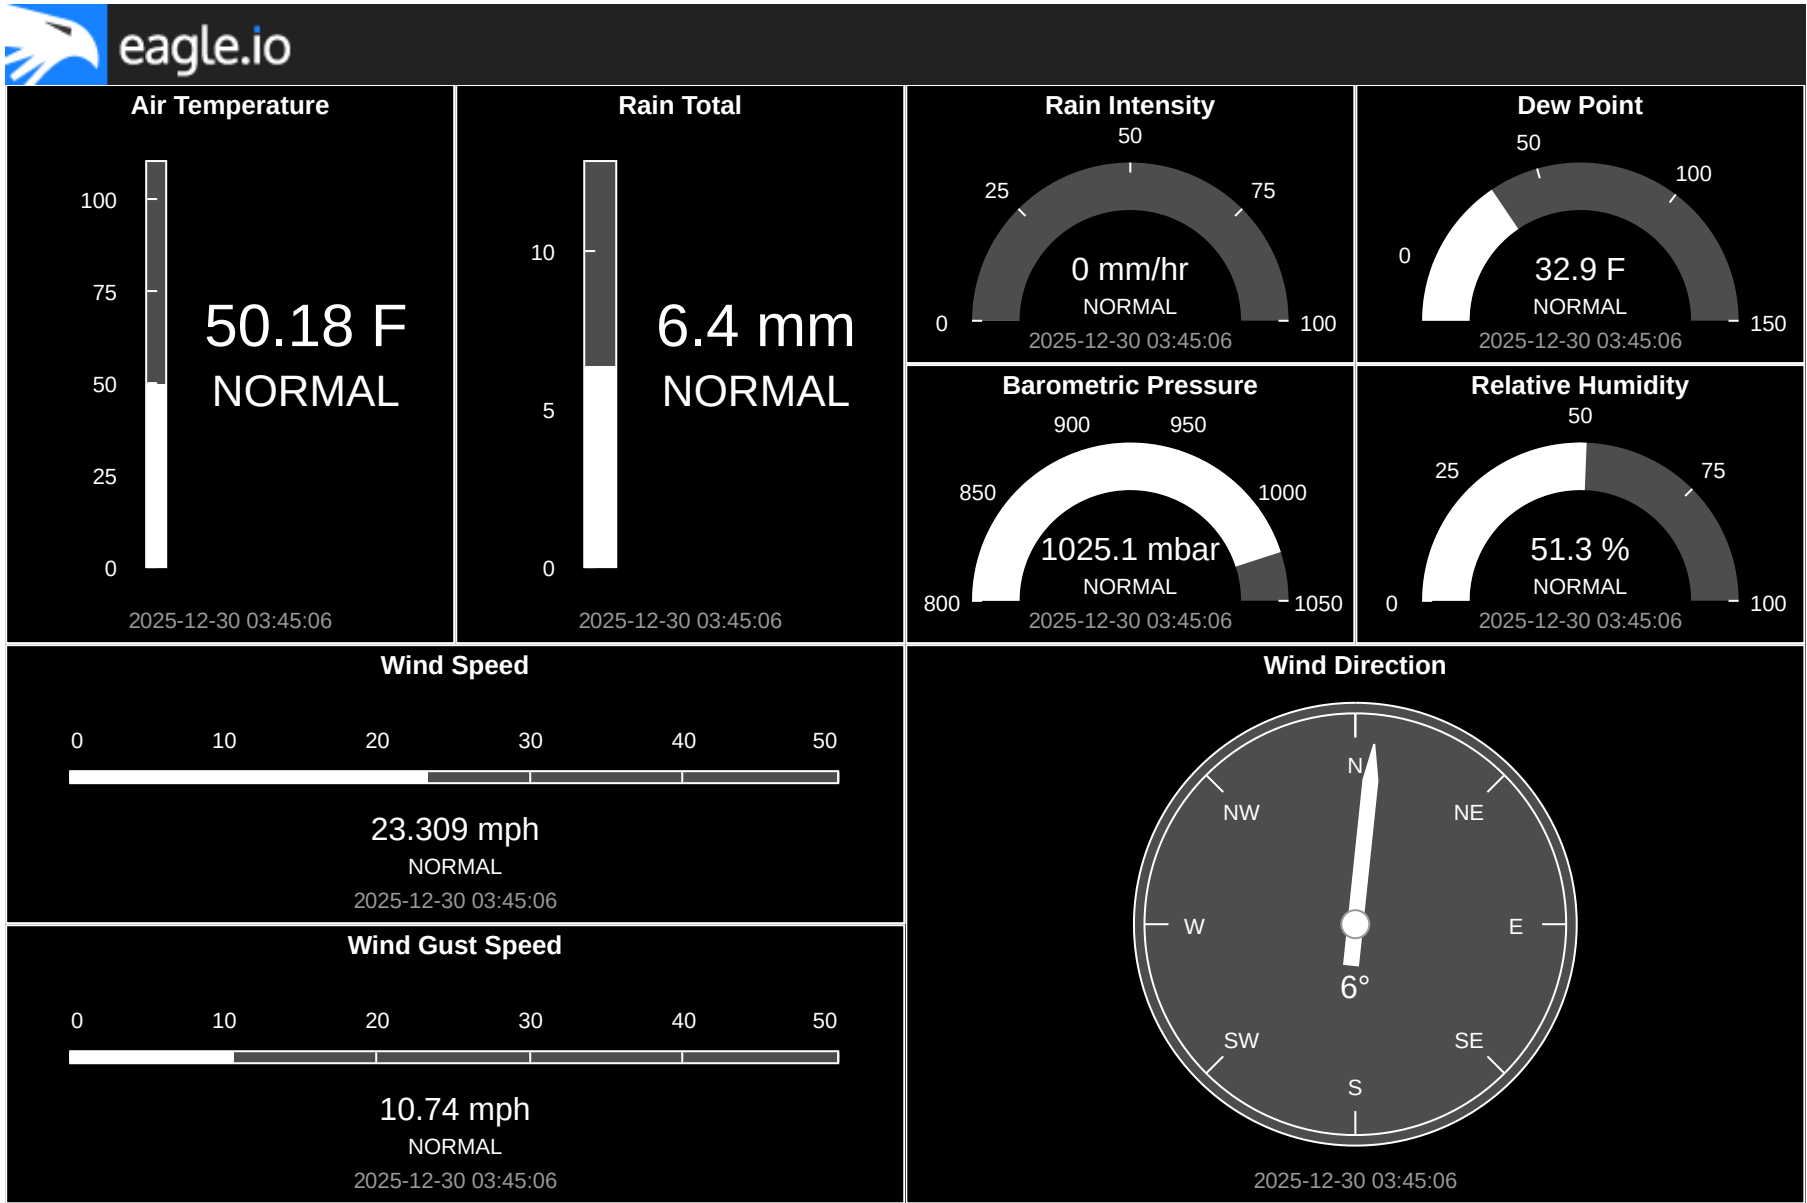 eagle.io
Air Temperature
100
75
50
25
0
50.18 F
NORMAL
2025-12-30 03:45:06
Rain Total
10
5
0
6.4 mm
NORMAL
2025-12-30 03:45:06
Rain Intensity
50
25
75
0
100
0 mm/hr
NORMAL
2025-12-30 03:45:06
Dew Point
50
100
0
150
32.9 F
NORMAL
2025-12-30 03:45:06
Barometric Pressure
900
950
850
1000
800
1050
1025.1 mbar
NORMAL
2025-12-30 03:45:06
Relative Humidity
50
25
75
0
100
51.3 %
NORMAL
2025-12-30 03:45:06
Wind Speed
0 10 20 30 40 50
23.309 mph
NORMAL
2025-12-30 03:45:06
Wind Gust Speed
0 10 20 30 40 50
10.74 mph
NORMAL
2025-12-30 03:45:06
Wind Direction
N
NW
NE
W
E
6°
SW
SE
S
2025-12-30 03:45:06